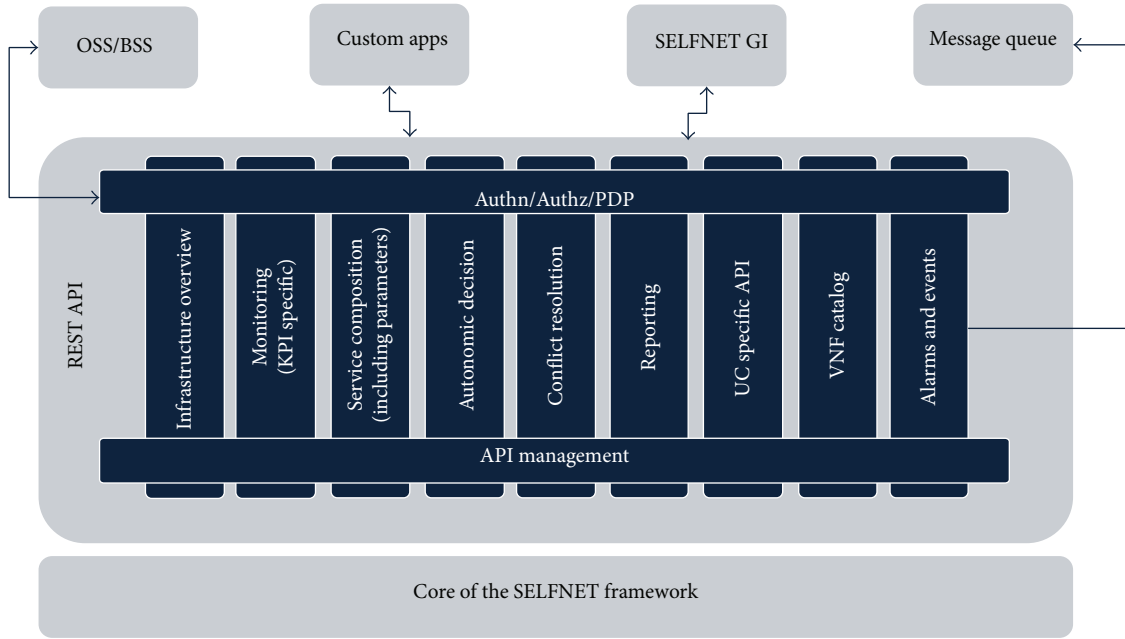 OSS/BSS
Custom apps
SELFNET GI
Message queue
REST API
Authn/Authz/PDP
Infrastructure overview
Monitoring
(KPI specific)
Service composition
(including parameters)
Autonomic decision
Conflict resolution
Reporting
UC specific API
VNF catalog
Alarms and events
API management
Core of the SELFNET framework